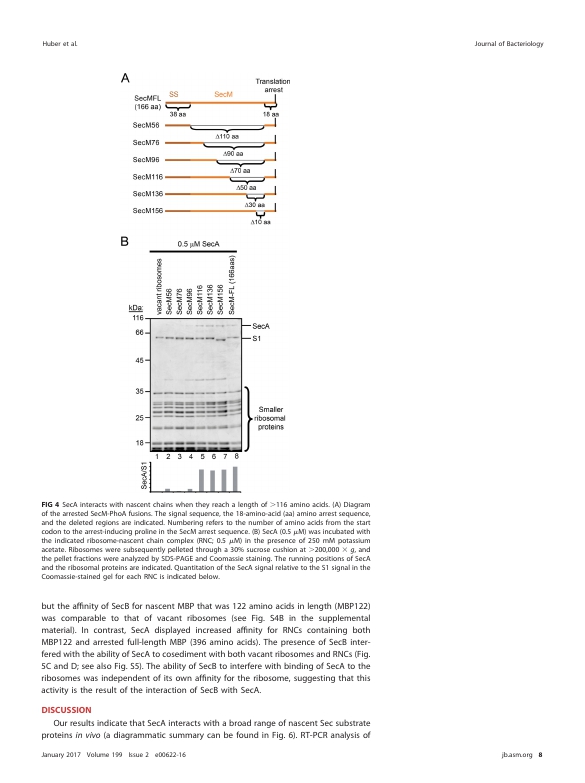 Huber et al.
Journal of Bacteriology
A
Translation
arrest
SS
SecM
SecMFL
(166 aa)
38 aa
18 aa
SecM56
Δ110 aa
SecM76
Δ90 aa
SecM96
Δ70 aa
SecM116
Δ50 aa
SecM136
Δ30 aa
SecM156
Δ10 aa
B
0.5 μM SecA
vacant ribosomes
SecM56
SecM76
SecM96
SecM116
SecM136
SecM156
SecM-FL (166aas)
kDa:
116
SecA
66
S1
45
35
25
18
Smaller
ribosomal
proteins
1 2 3 4 5 6 7 8
SecA/S1
FIG 4 SecA interacts with nascent chains when they reach a length of >116 amino acids. (A) Diagram
of the arrested SecM-PhoA fusions. The signal sequence, the 18-amino-acid (aa) amino arrest sequence,
and the deleted regions are indicated. Numbering refers to the number of amino acids from the start
codon to the arrest-inducing proline in the SecM arrest sequence. (B) SecA (0.5 μM) was incubated with
the indicated ribosome-nascent chain complex (RNC; 0.5 μM) in the presence of 250 mM potassium
acetate. Ribosomes were subsequently pelleted through a 30% sucrose cushion at >200,000 × g, and
the pellet fractions were analyzed by SDS-PAGE and Coomassie staining. The running positions of SecA
and the ribosomal proteins are indicated. Quantitation of the SecA signal relative to the S1 signal in the
Coomassie-stained gel for each RNC is indicated below.
but the affinity of SecB for nascent MBP that was 122 amino acids in length (MBP122)
was comparable to that of vacant ribosomes (see Fig. S4B in the supplemental
material). In contrast, SecA displayed increased affinity for RNCs containing both
MBP122 and arrested full-length MBP (396 amino acids). The presence of SecB inter-
fered with the ability of SecA to cosediment with both vacant ribosomes and RNCs (Fig.
5C and D; see also Fig. S5). The ability of SecB to interfere with binding of SecA to the
ribosomes was independent of its own affinity for the ribosome, suggesting that this
activity is the result of the interaction of SecB with SecA.
DISCUSSION
Our results indicate that SecA interacts with a broad range of nascent Sec substrate
proteins in vivo (a diagrammatic summary can be found in Fig. 6). RT-PCR analysis of
January 2017 Volume 199 Issue 2 e00622-16
jb.asm.org 8